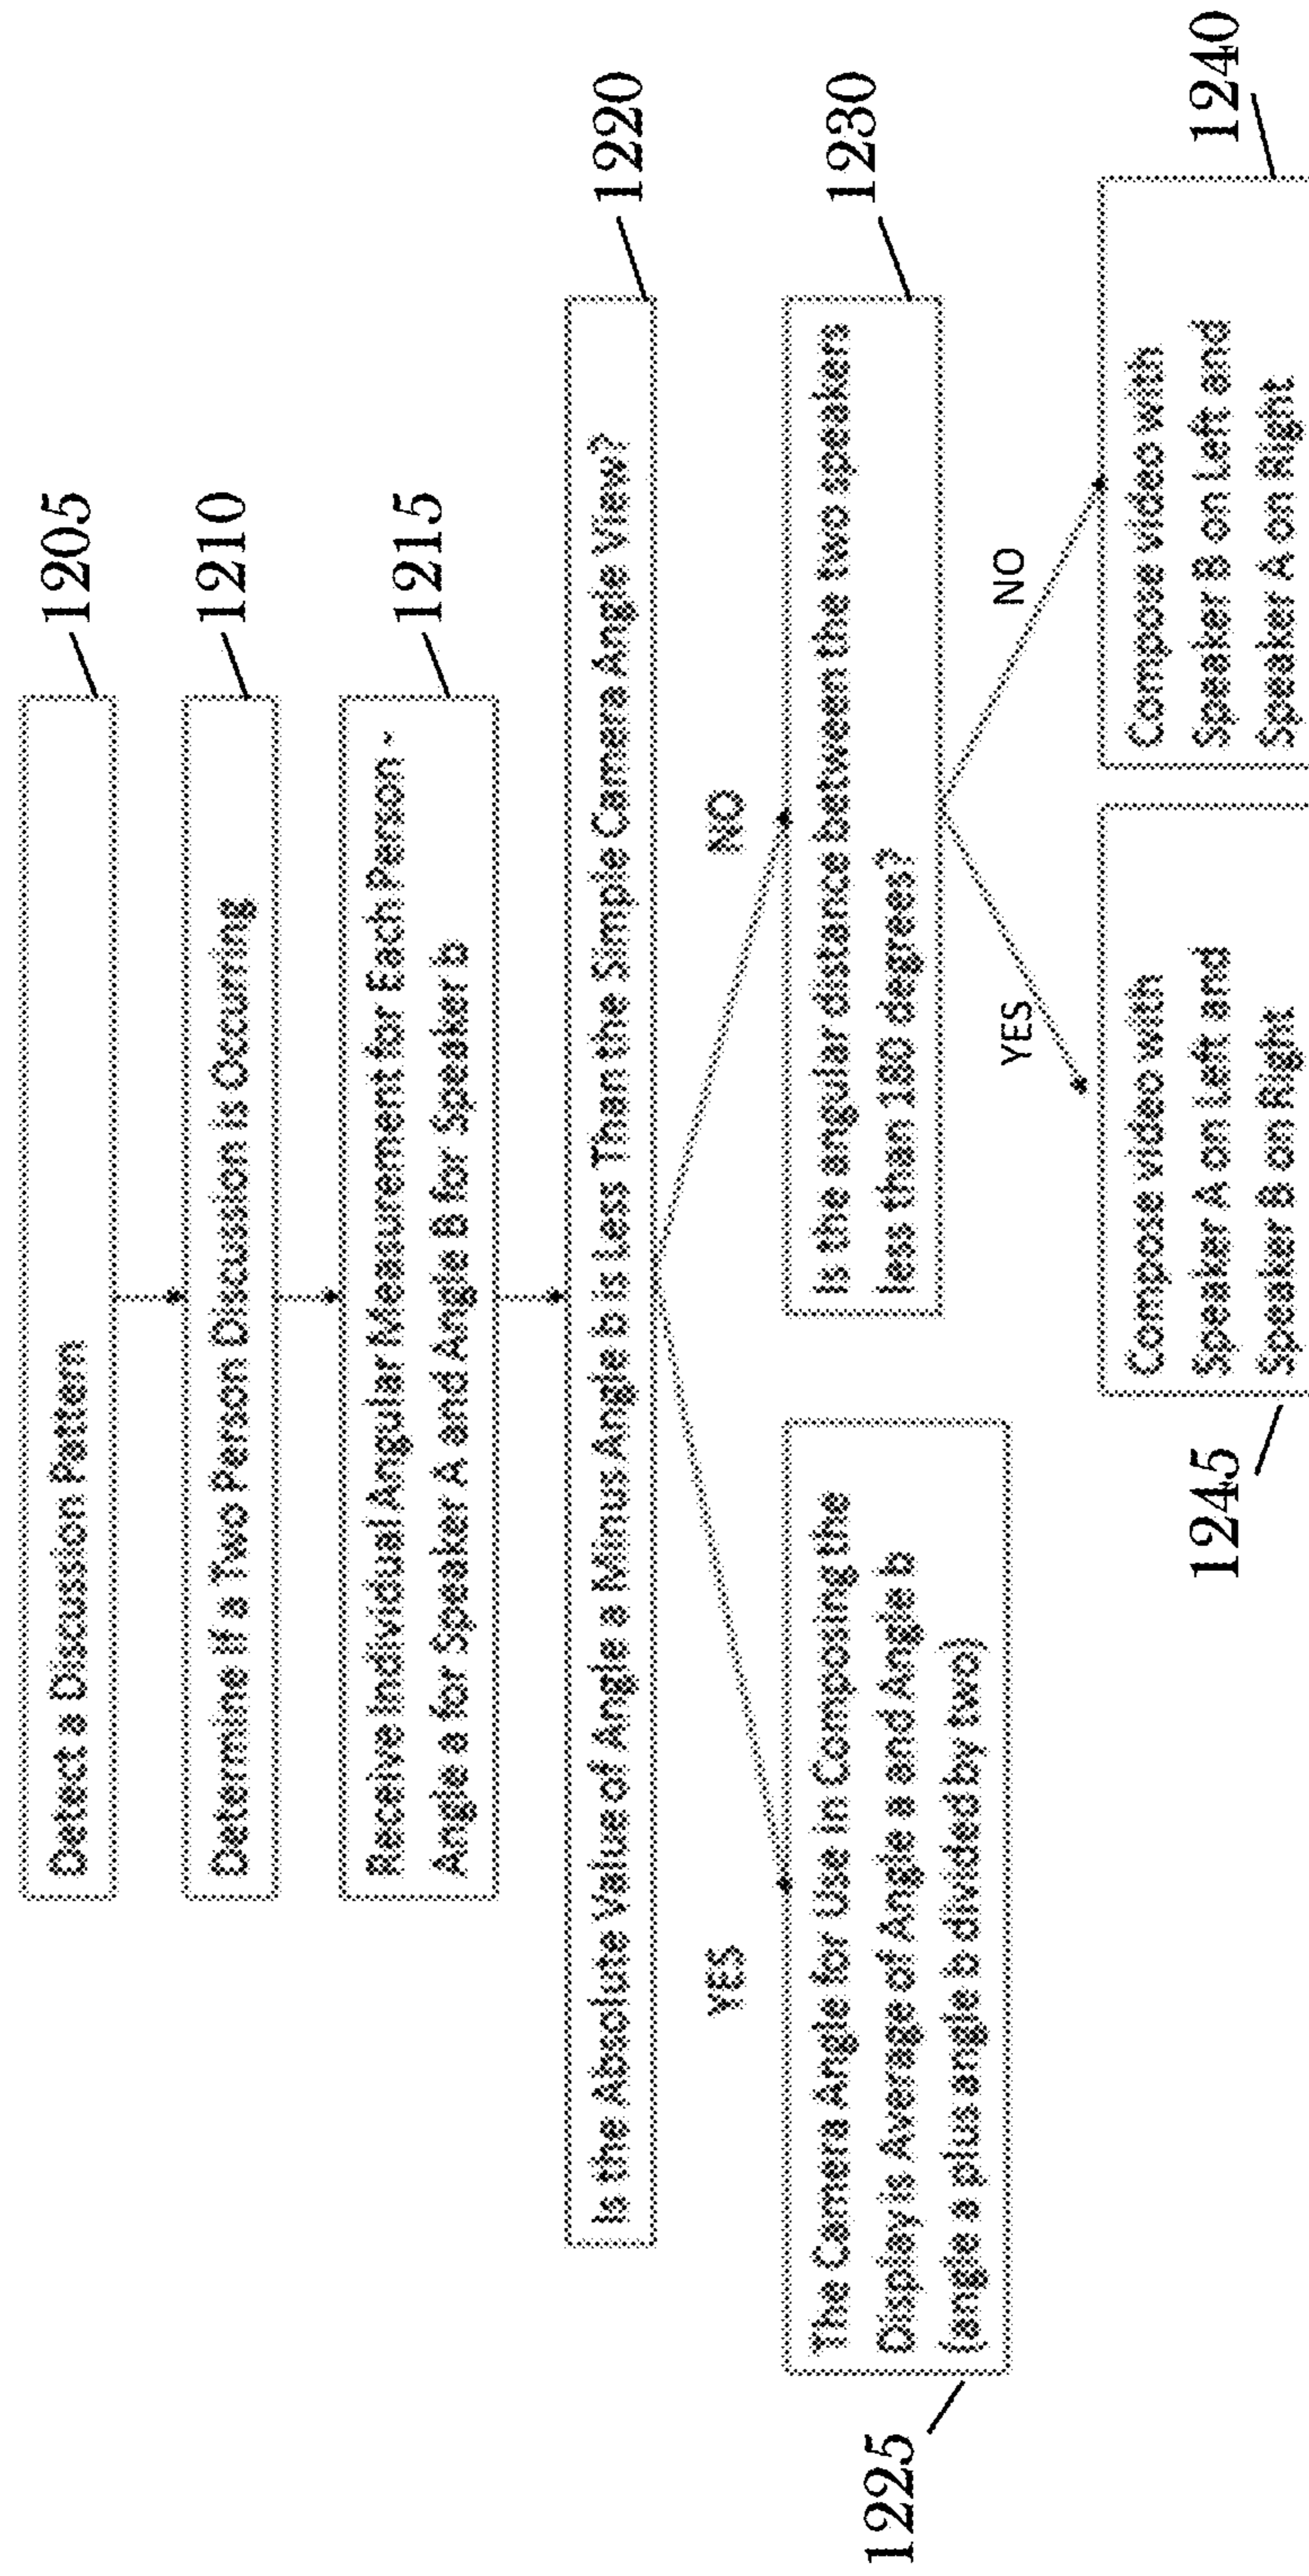 Detect a Discussion Pattern
1205
Determine if a Two Person Discussion is Occurring
1210
Receive Individual Angular Measurement for Each Person -
Angle a for Speaker A and Angle B for Speaker b
1215
Is the Absolute Value of Angle a Minus Angle b is Less Than the Simple Camera Angle View?
1220
YES
NO
The Camera Angle for Use in Composing the
Display is Average of Angle a and Angle b
(angle a plus angle b divided by two)
1225
Is the angular distance between the two speakers
less than 180 degrees?
1230
YES
NO
Compose video with
Speaker A on Left and
Speaker B on Right
1245
Compose video with
Speaker B on Left and
Speaker A on Right
1240